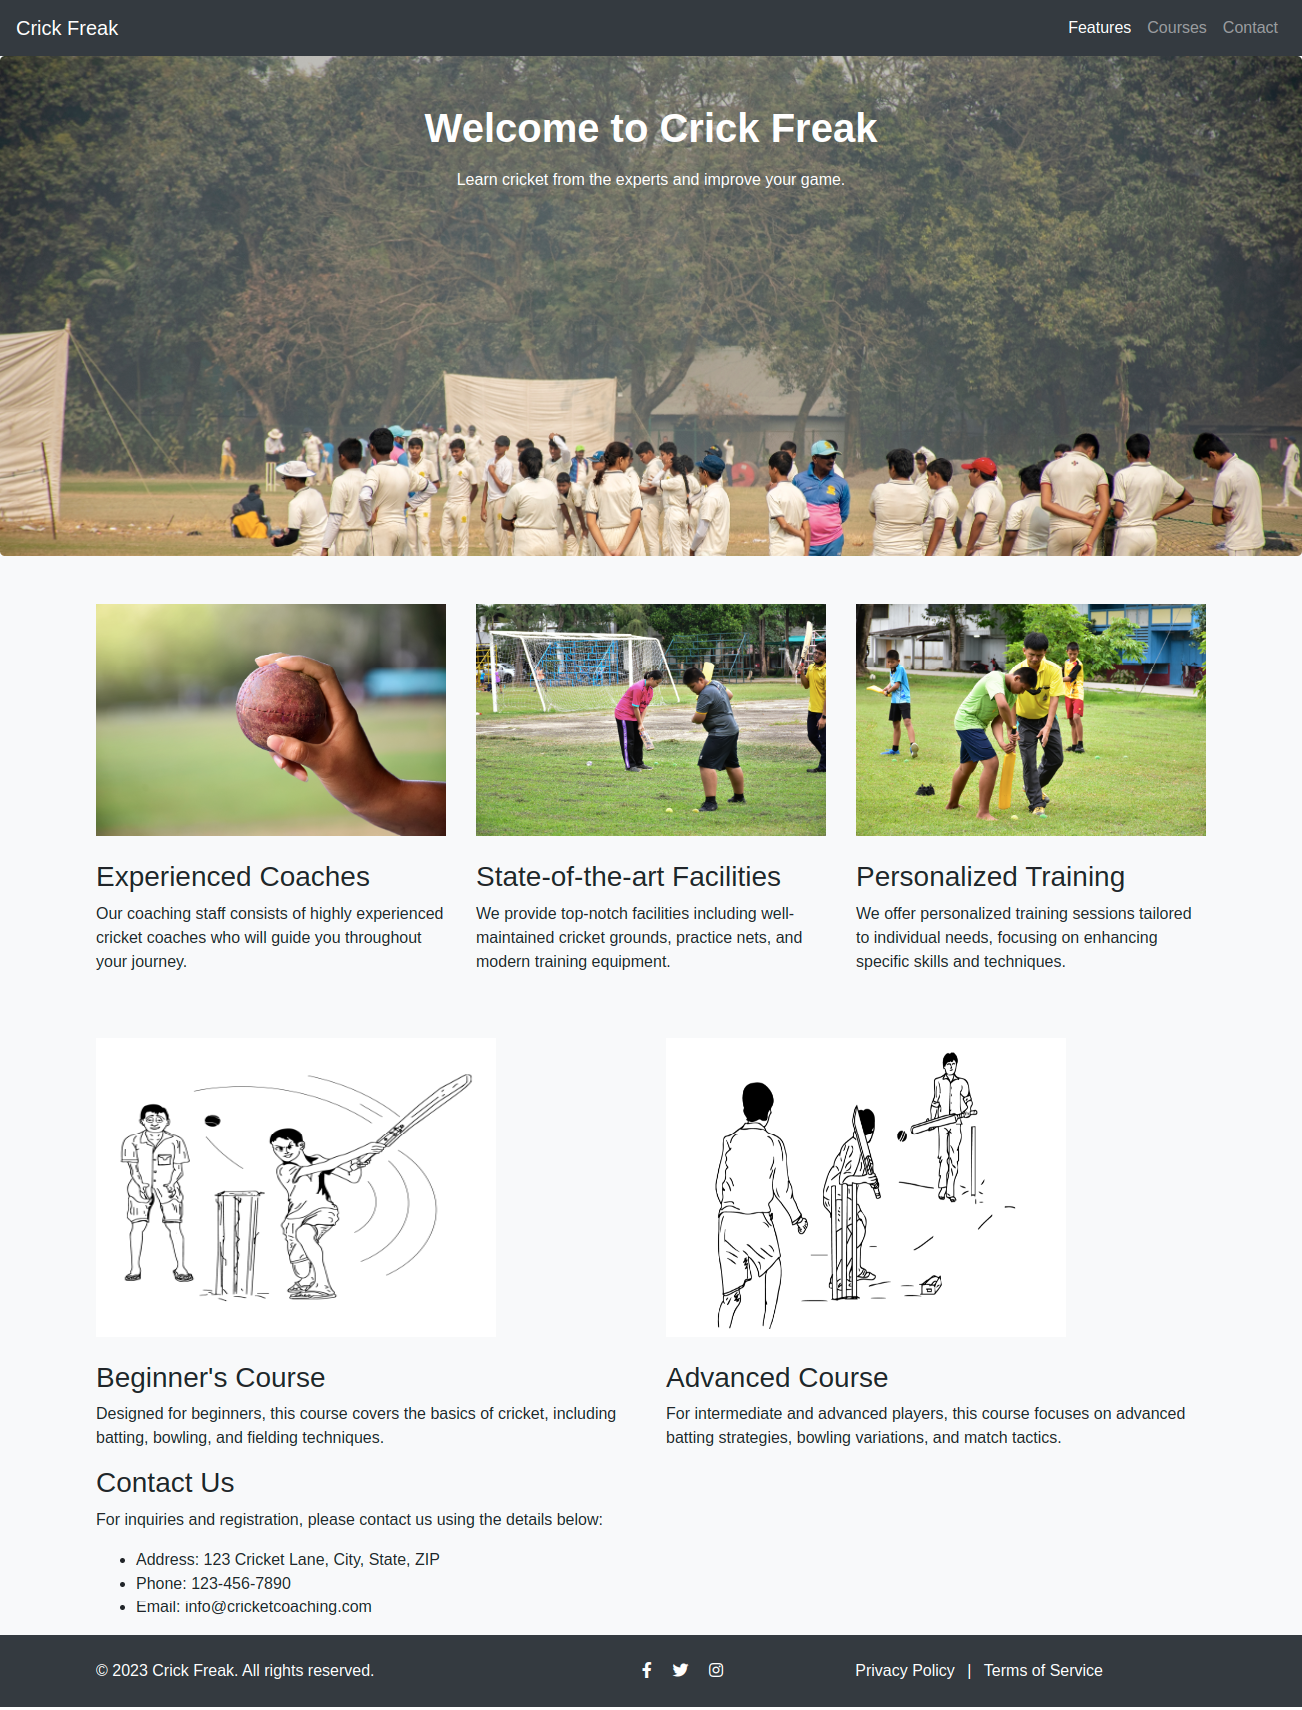 Crick Freak
Features Courses Contact
Welcome to Crick Freak
Learn cricket from the experts and improve your game.
Experienced Coaches
Our coaching staff consists of highly experienced
cricket coaches who will guide you throughout
your journey.
State-of-the-art Facilities
We provide top-notch facilities including well-
maintained cricket grounds, practice nets, and
modern training equipment.
Personalized Training
We offer personalized training sessions tailored
to individual needs, focusing on enhancing
specific skills and techniques.
Beginner's Course
Designed for beginners, this course covers the basics of cricket, including
batting, bowling, and fielding techniques.
Advanced Course
For intermediate and advanced players, this course focuses on advanced
batting strategies, bowling variations, and match tactics.
Contact Us
For inquiries and registration, please contact us using the details below:
• Address: 123 Cricket Lane, City, State, ZIP
• Phone: 123-456-7890
• Email: info@cricketcoaching.com
© 2023 Crick Freak. All rights reserved.
Privacy Policy | Terms of Service